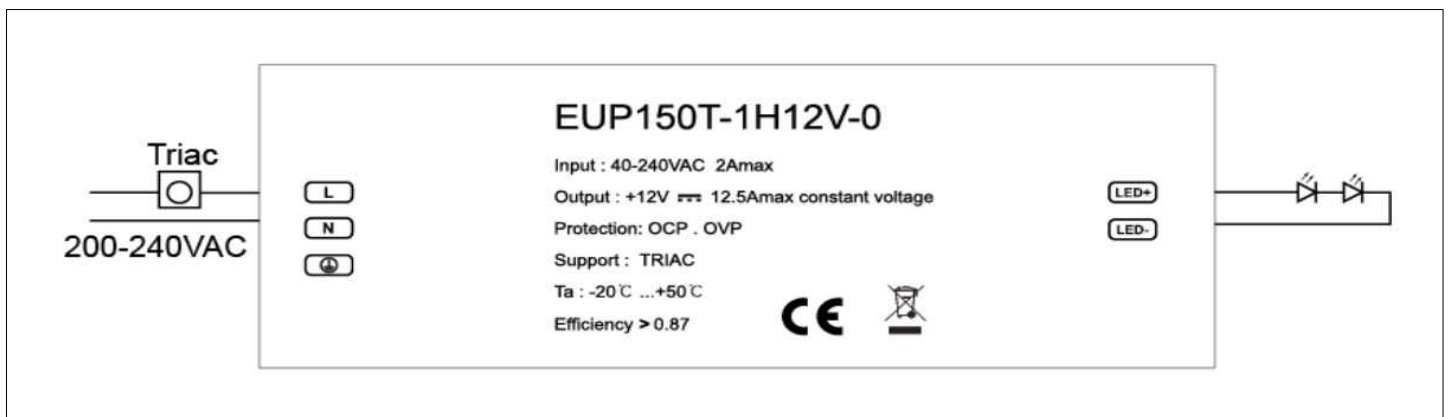 EUP150T-1H12V-0
Triac
200-240VAC
L
N
Input : 40-240VAC 2Amax
Output : +12V ⎓ 12.5Amax constant voltage
Protection: OCP . OVP
Support : TRIAC
Ta : -20℃ ...+50℃
Efficiency > 0.87
CE
LED+
LED-